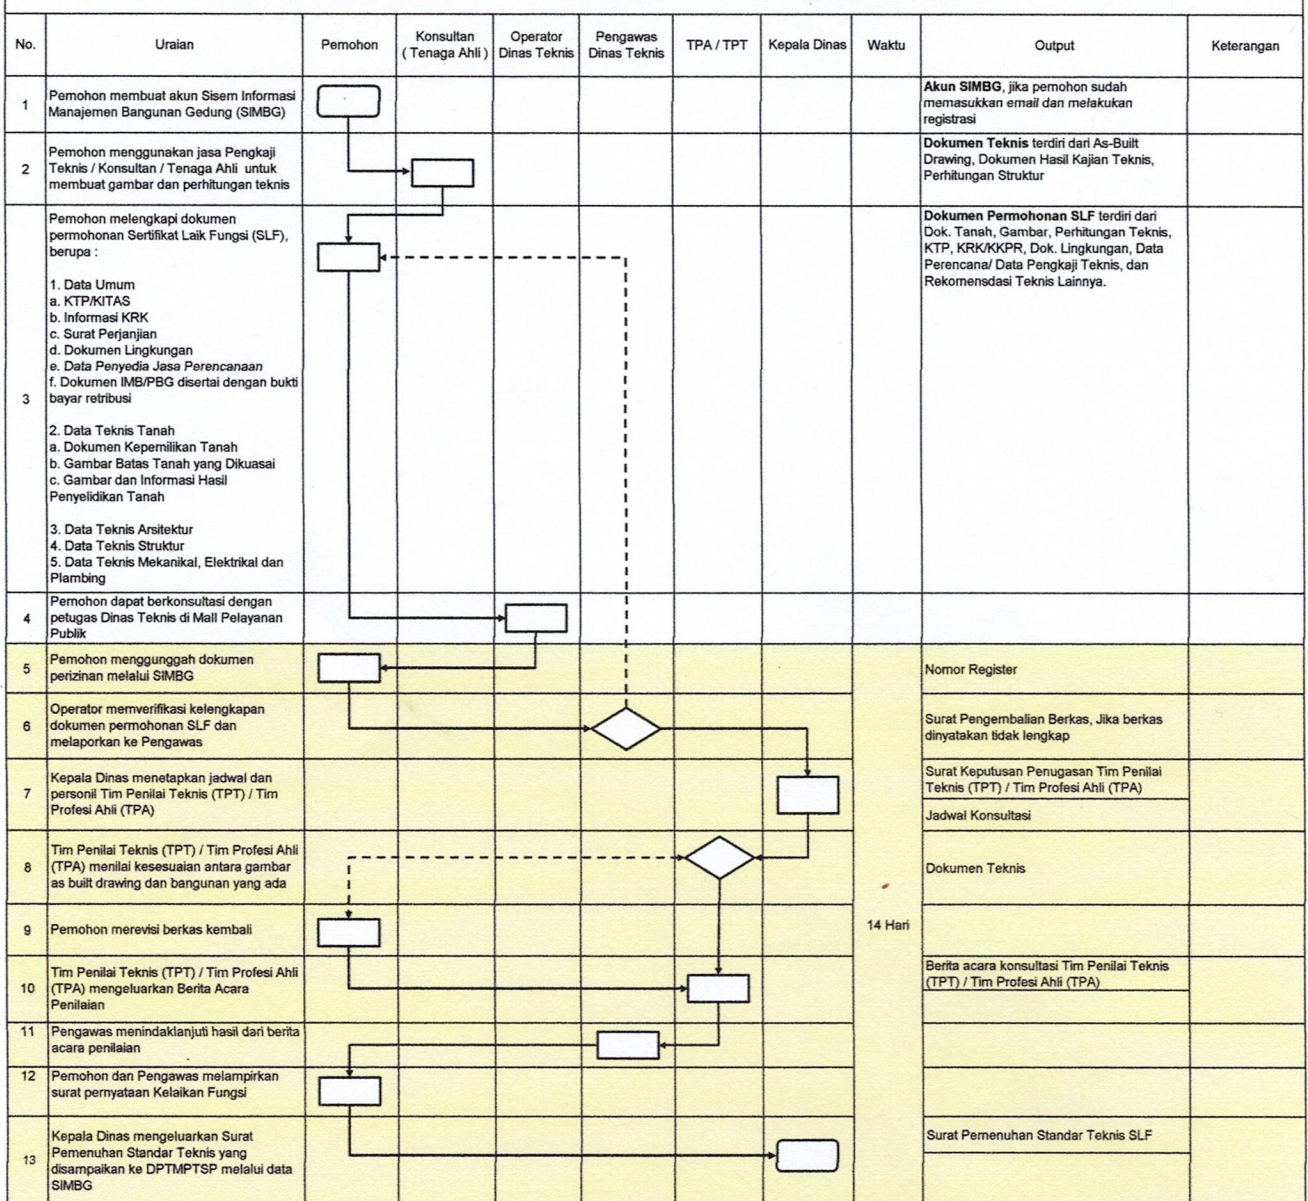 No.
Uraian
Pemohon
Konsultan
( Tenaga Ahli )
Operator
Dinas Teknis
Pengawas
Dinas Teknis
TPA / TPT
Kepala Dinas
Waktu
Output
Keterangan
1
Pemohon membuat akun Sisem Informasi
Manajemen Bangunan Gedung (SIMBG)
Akun SIMBG, jika pemohon sudah
memasukkan email dan melakukan
registrasi
2
Pemohon menggunakan jasa Pengkaji
Teknis / Konsultan / Tenaga Ahli untuk
membuat gambar dan perhitungan teknis
Dokumen Teknis terdiri dari As-Built
Drawing, Dokumen Hasil Kajian Teknis,
Perhitungan Struktur
3
Pemohon melengkapi dokumen
permohonan Sertifikat Laik Fungsi (SLF),
berupa :
1. Data Umum
a. KTP/KITAS
b. Informasi KRK
c. Surat Perjanjian
d. Dokumen Lingkungan
e. Data Penyedia Jasa Perencanaan
f. Dokumen IMB/PBG disertai dengan bukti
bayar retribusi
2. Data Teknis Tanah
a. Dokumen Kepemilikan Tanah
b. Gambar Batas Tanah yang Dikuasai
c. Gambar dan Informasi Hasil
Penyelidikan Tanah
3. Data Teknis Arsitektur
4. Data Teknis Struktur
5. Data Teknis Mekanikal, Elektrikal dan
Plambing
Dokumen Permohonan SLF terdiri dari
Dok. Tanah, Gambar, Perhitungan Teknis,
KTP, KRK/KKPR, Dok. Lingkungan, Data
Perencana/ Data Pengkaji Teknis, dan
Rekomensdasi Teknis Lainnya.
4
Pemohon dapat berkonsultasi dengan
petugas Dinas Teknis di Mall Pelayanan
Publik
5
Pemohon menggunggah dokumen
perizinan melalui SIMBG
Nomor Register
6
Operator memverifikasi kelengkapan
dokumen permohonan SLF dan
melaporkan ke Pengawas
Surat Pengembalian Berkas, Jika berkas
dinyatakan tidak lengkap
7
Kepala Dinas menetapkan jadwal dan
personil Tim Penilai Teknis (TPT) / Tim
Profesi Ahli (TPA)
Surat Keputusan Penugasan Tim Penilai
Teknis (TPT) / Tim Profesi Ahli (TPA)
Jadwal Konsultasi
8
Tim Penilai Teknis (TPT) / Tim Profesi Ahli
(TPA) menilai kesesuaian antara gambar
as built drawing dan bangunan yang ada
Dokumen Teknis
9
Pemohon merevisi berkas kembali
14 Hari
10
Tim Penilai Teknis (TPT) / Tim Profesi Ahli
(TPA) mengeluarkan Berita Acara
Penilaian
Berita acara konsultasi Tim Penilai Teknis
(TPT) / Tim Profesi Ahli (TPA)
11
Pengawas menindaklanjuti hasil dari berita
acara penilaian
12
Pemohon dan Pengawas melampirkan
surat pernyataan Kelaikan Fungsi
13
Kepala Dinas mengeluarkan Surat
Pemenuhan Standar Teknis yang
disampaikan ke DPTMPTSP melalui data
SIMBG
Surat Pemenuhan Standar Teknis SLF